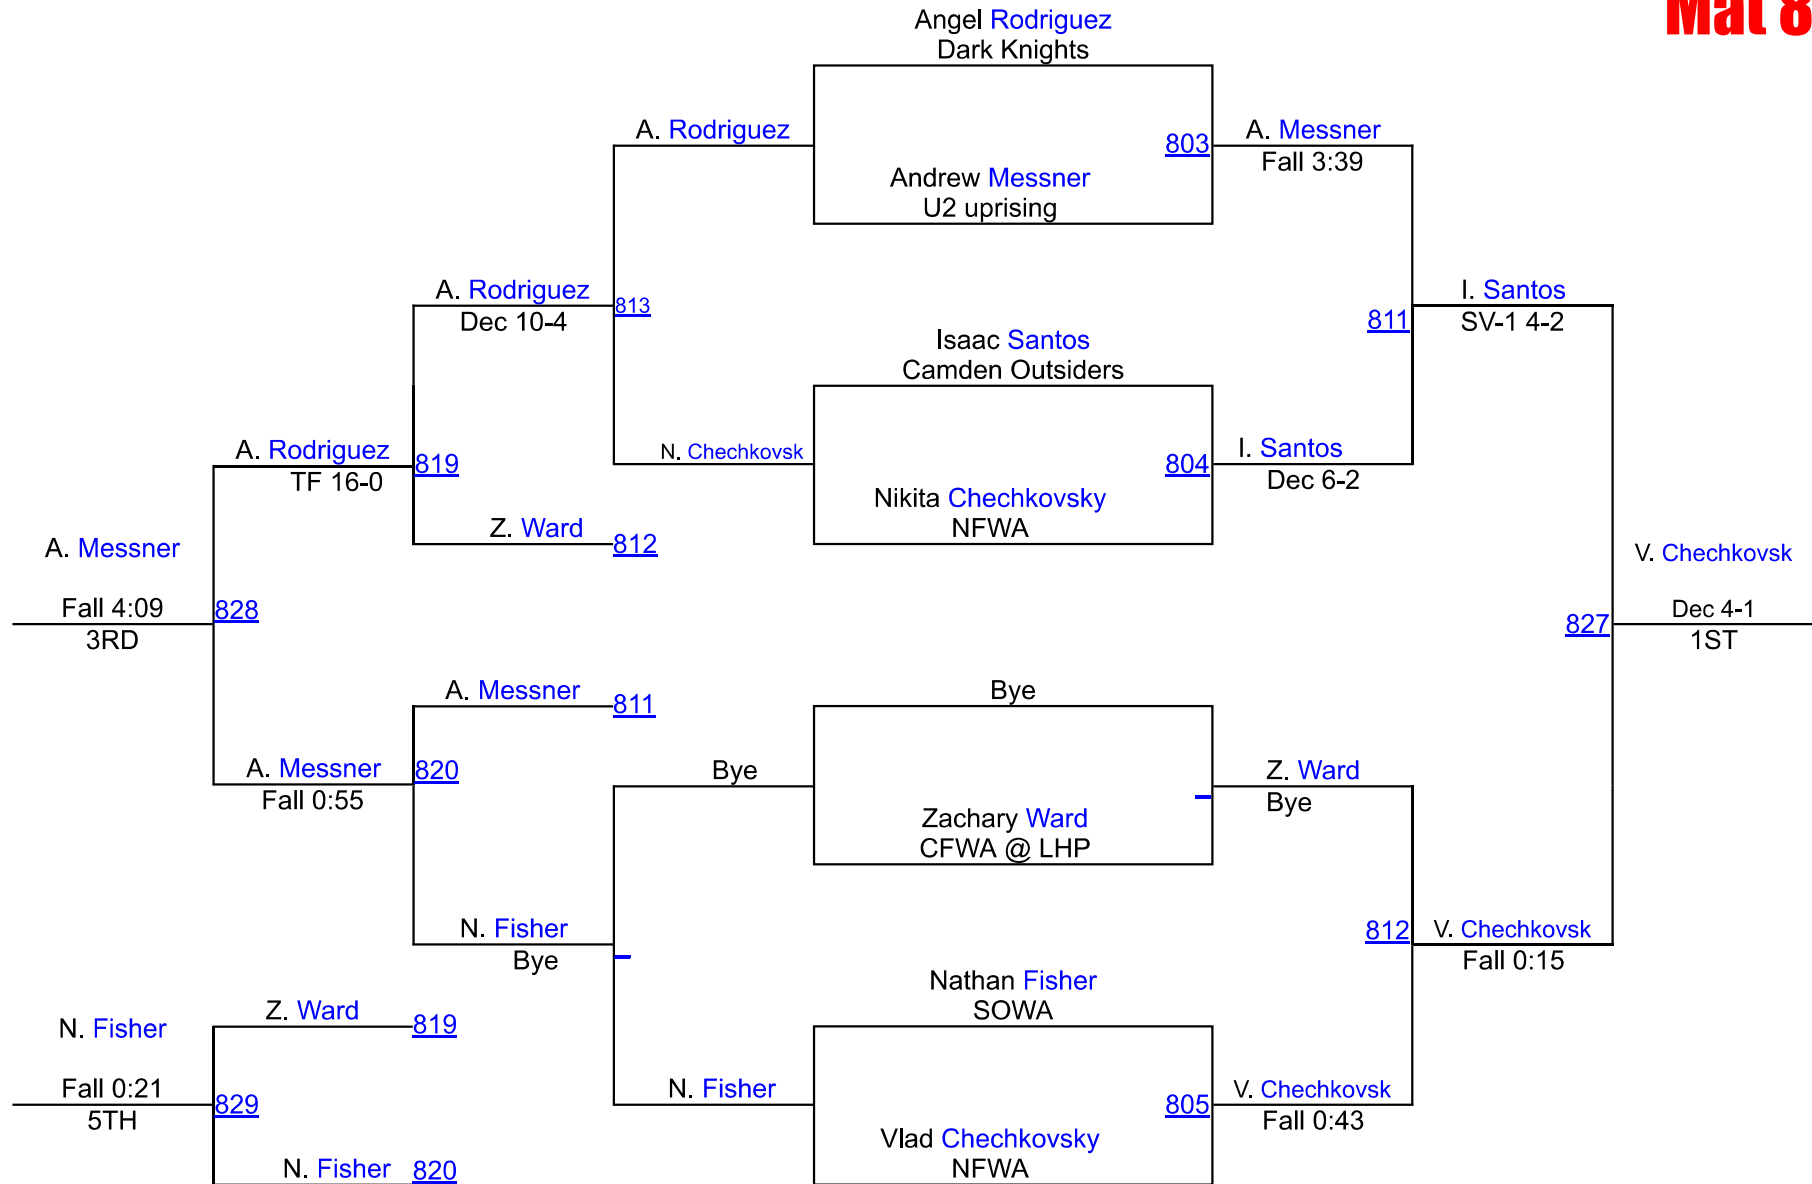 Mat 8
Angel Rodriguez
Dark Knights
A. Rodriguez
803
A. Messner
Fall 3:39
Andrew Messner
U2 uprising
A. Rodriguez
Dec 10-4
813
I. Santos
SV-1 4-2
811
Isaac Santos
Camden Outsiders
A. Rodriguez
TF 16-0
819
N. Chechkovsk
804
I. Santos
Dec 6-2
Nikita Chechkovsky
NFWA
Z. Ward
812
A. Messner
Fall 4:09
3RD
828
V. Chechkovsk
Dec 4-1
1ST
827
A. Messner
811
Bye
A. Messner
Fall 0:55
820
Bye
Z. Ward
Bye
Zachary Ward
CFWA @ LHP
N. Fisher
Bye
812
V. Chechkovsk
Fall 0:15
Nathan Fisher
SOWA
Z. Ward
819
N. Fisher
Fall 0:21
5TH
829
N. Fisher
805
V. Chechkovsk
Fall 0:43
Vlad Chechkovsky
NFWA
N. Fisher
820